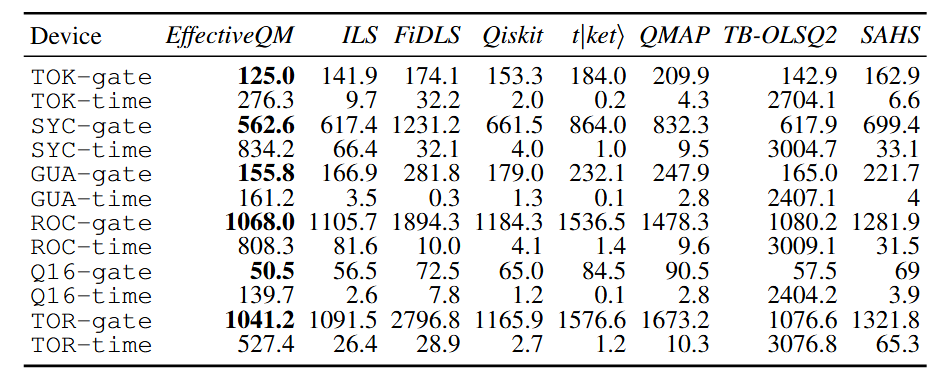 Device EffectiveQM ILS FiDLS Qiskit t|ket⟩ QMAP TB-OLSQ2 SAHS
TOK-gate 125.0 141.9 174.1 153.3 184.0 209.9 142.9 162.9
TOK-time 276.3 9.7 32.2 2.0 0.2 4.3 2704.1 6.6
SYC-gate 562.6 617.4 1231.2 661.5 864.0 832.3 617.9 699.4
SYC-time 834.2 66.4 32.1 4.0 1.0 9.5 3004.7 33.1
GUA-gate 155.8 166.9 281.8 179.0 232.1 247.9 165.0 221.7
GUA-time 161.2 3.5 0.3 1.3 0.1 2.8 2407.1 4
ROC-gate 1068.0 1105.7 1894.3 1184.3 1536.5 1478.3 1080.2 1281.9
ROC-time 808.3 81.6 10.0 4.1 1.4 9.6 3009.1 31.5
Q16-gate 50.5 56.5 72.5 65.0 84.5 90.5 57.5 69
Q16-time 139.7 2.6 7.8 1.2 0.1 2.8 2404.2 3.9
TOR-gate 1041.2 1091.5 2796.8 1165.9 1576.6 1673.2 1076.6 1321.8
TOR-time 527.4 26.4 28.9 2.7 1.2 10.3 3076.8 65.3